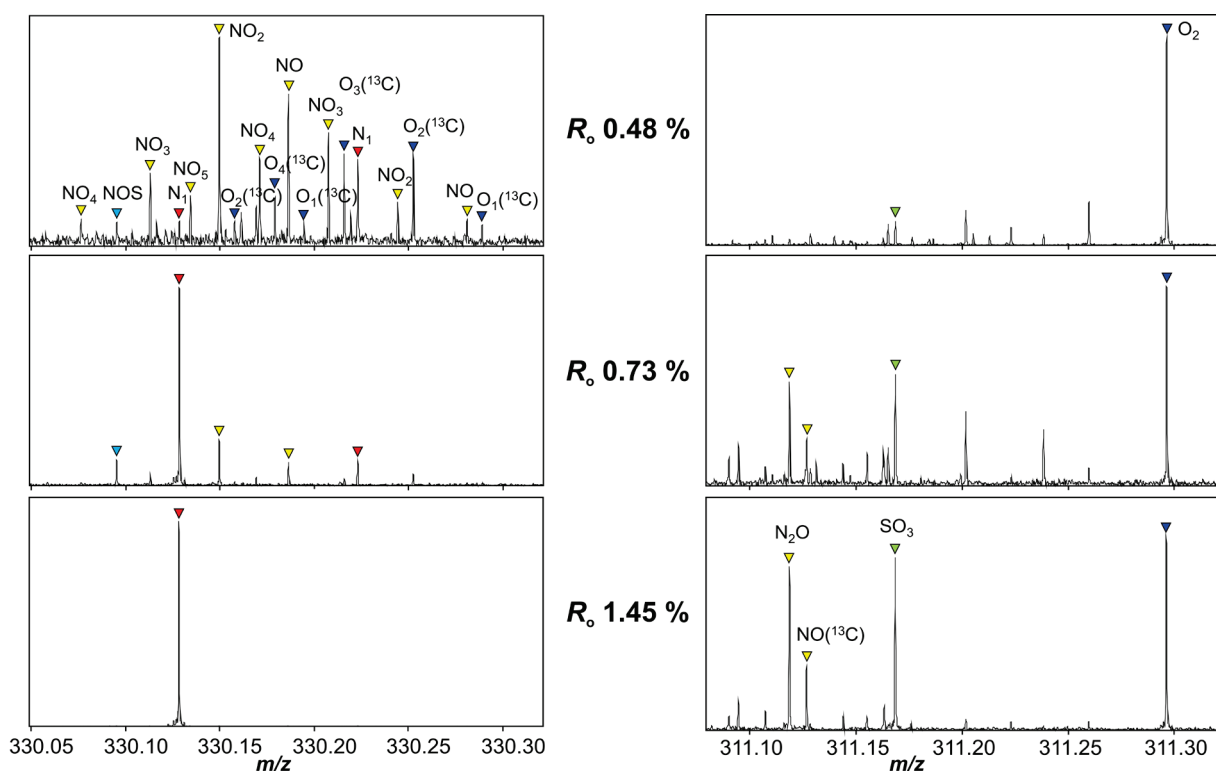 NO₂
O₂
NO
O₃(¹³C)
NO₃
NO₃
NO₄
N₁
O₂(¹³C)
O₄(¹³C)
NO₅
NO₂
NO₄
NOS
N₁
O₂(¹³C)
O₁(¹³C)
NO
O₁(¹³C)
Rₒ 0.48 %
Rₒ 0.73 %
Rₒ 1.45 %
N₂O
SO₃
NO(¹³C)
330.05 330.10 330.15 330.20 330.25 330.30
m/z
311.10 311.15 311.20 311.25 311.30
m/z